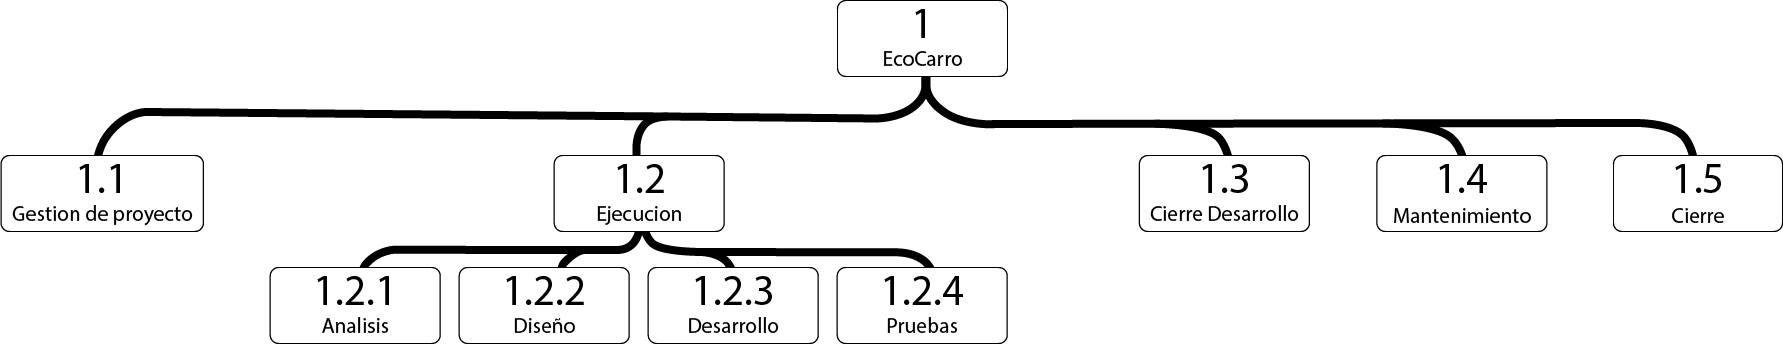 1
EcoCarro
1.1
Gestion de proyecto
1.2
Ejecucion
1.3
Cierre Desarrollo
1.4
Mantenimiento
1.5
Cierre
1.2.1
Analisis
1.2.2
Diseño
1.2.3
Desarrollo
1.2.4
Pruebas